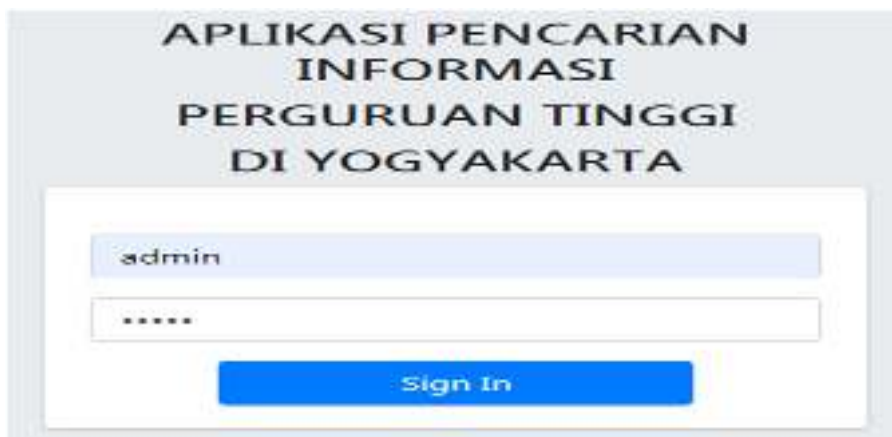 APLIKASI PENCARIAN
INFORMASI
PERGURUAN TINGGI
DI YOGYAKARTA
admin
•••••
Sign In